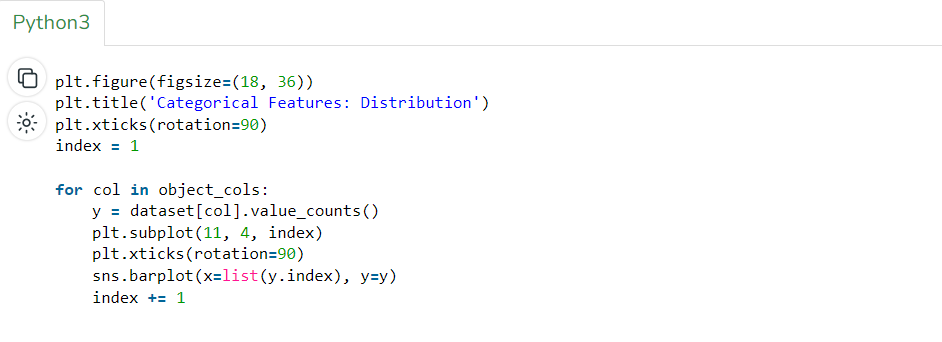 Python3
plt.figure(figsize=(18, 36))
plt.title('Categorical Features: Distribution')
plt.xticks(rotation=90)
index = 1

for col in object_cols:
    y = dataset[col].value_counts()
    plt.subplot(11, 4, index)
    plt.xticks(rotation=90)
    sns.barplot(x=list(y.index), y=y)
    index += 1